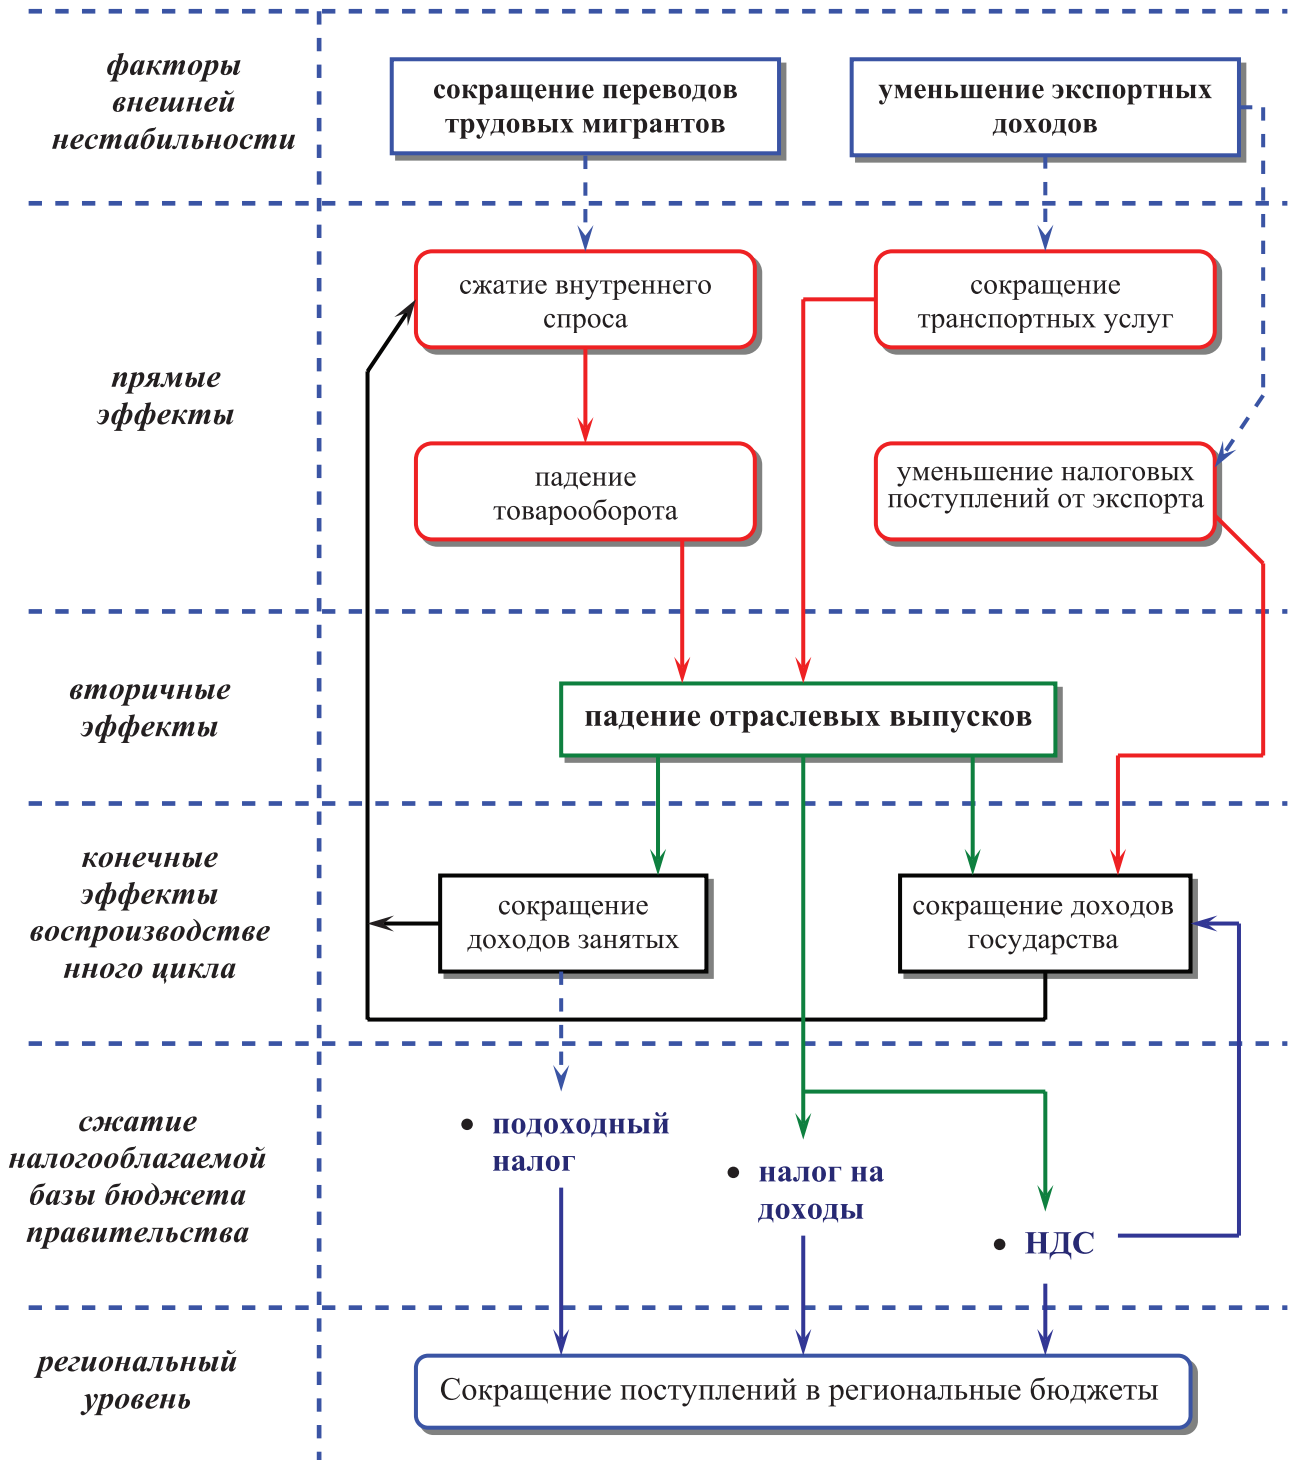 факторы
внешней
нестабильности
сокращение переводов
трудовых мигрантов
уменьшение экспортных
доходов
прямые
эффекты
сжатие внутреннего
спроса
сокращение
транспортных услуг
падение
товарооборота
уменьшение налоговых
поступлений от экспорта
вторичные
эффекты
падение отраслевых выпусков
конечные
эффекты
воспроизводстве
нного цикла
сокращение
доходов занятых
сокращение доходов
государства
сжатие
налогооблагаемой
базы бюджета
правительства
• подоходный
налог
• налог на
доходы
• НДС
региональный
уровень
Сокращение поступлений в региональные бюджеты